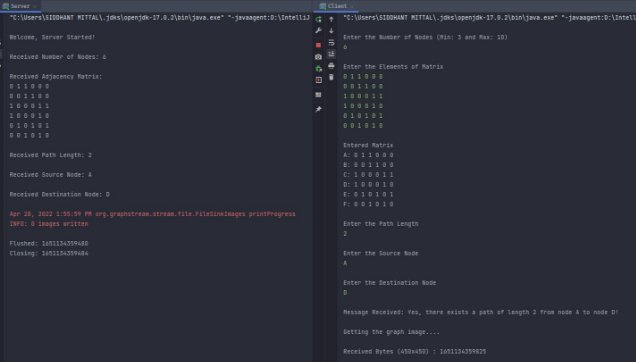 Server
"C:\Users\SIDDHANT MITTAL\.jdks\openjdk-17.0.2\bin\java.exe" "-javaagent:D:\IntelliJ
Welcome, Server Started!
Received Number of Nodes: 6
Received Adjacency Matrix:
0 1 1 0 0 0
0 0 1 1 0 0
1 0 0 0 1 1
1 0 0 0 1 0
0 1 0 1 0 1
0 0 1 0 1 0
Received Path Length: 2
Received Source Node: A
Received Destination Node: D
Apr 28, 2022 1:55:59 PM org.graphstream.stream.file.FileSinkImages printProgress
INFO: 0 images written
Flushed: 1651134359480
Closing: 1651134359484
Client
"C:\Users\SIDDHANT MITTAL\.jdks\openjdk-17.0.2\bin\java.exe" "-javaagent:D:\
Enter the Number of Nodes (Min: 3 and Max: 10)
6
Enter the Elements of Matrix
0 1 1 0 0 0
0 0 1 1 0 0
1 0 0 0 1 1
1 0 0 0 1 0
0 1 0 1 0 1
0 0 1 0 1 0
Entered Matrix
A: 0 1 1 0 0 0
B: 0 0 1 1 0 0
C: 1 0 0 0 1 1
D: 1 0 0 0 1 0
E: 0 1 0 1 0 1
F: 0 0 1 0 1 0
Enter the Path Length
2
Enter the Source Node
A
Enter the Destination Node
D
Message Received: Yes, there exists a path of length 2 from node A to node D!
Getting the graph image....
Received Bytes (450x450) : 1651134359825